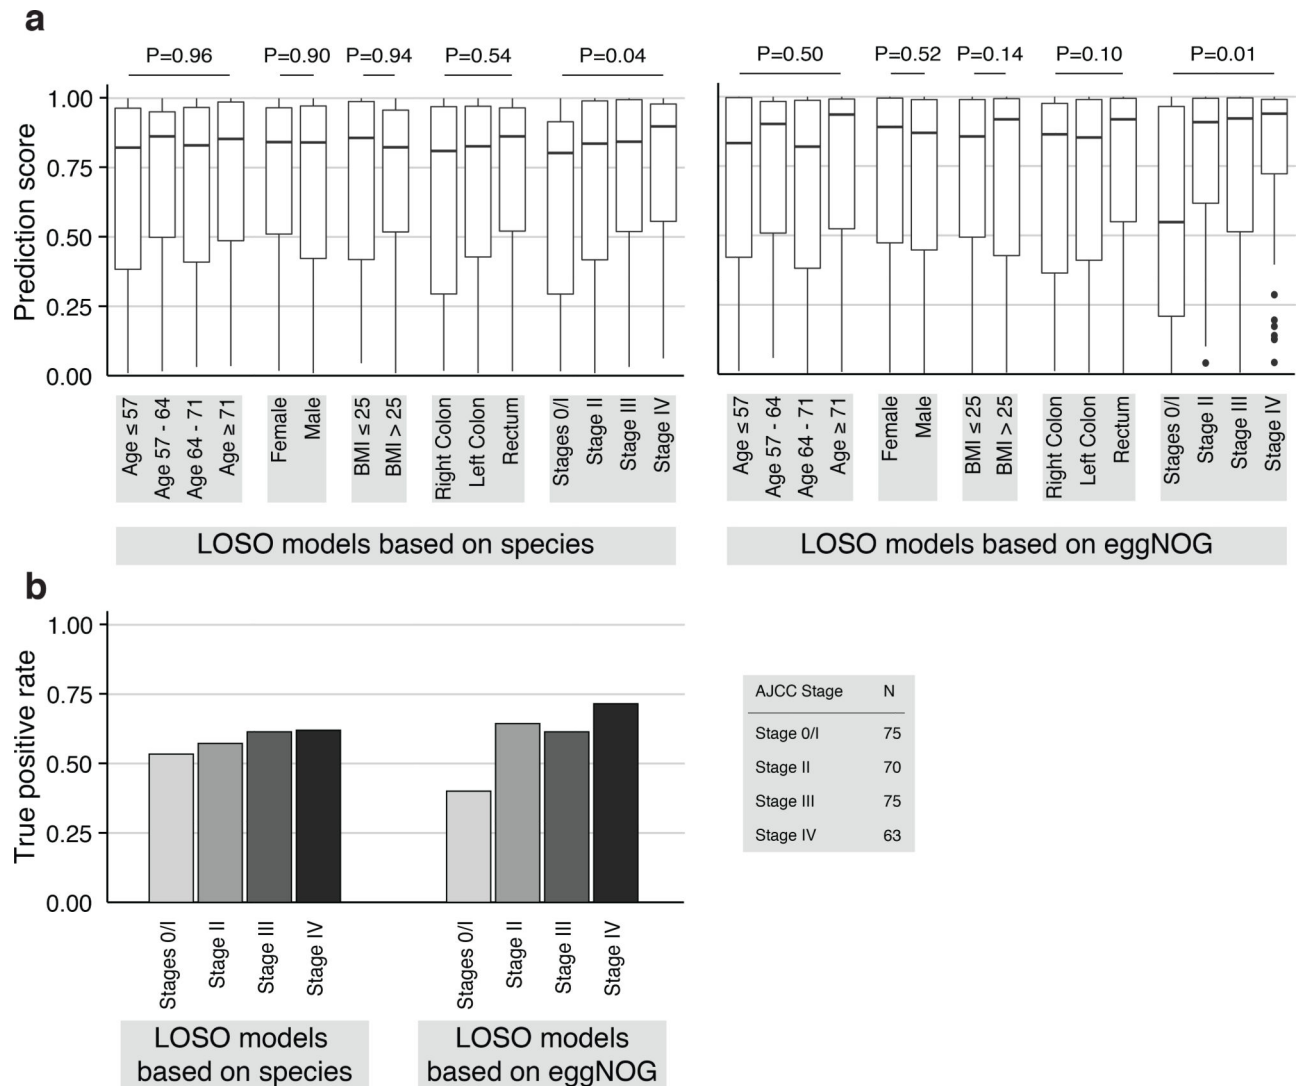 a
P=0.96
P=0.90
P=0.94
P=0.54
P=0.04
P=0.50
P=0.52
P=0.14
P=0.10
P=0.01
Prediction score
1.00
0.75
0.50
0.25
0.00
Age ≤ 57
Age 57 - 64
Age 64 - 71
Age ≥ 71
Female
Male
BMI ≤ 25
BMI > 25
Right Colon
Left Colon
Rectum
Stages 0/I
Stage II
Stage III
Stage IV
Age ≤ 57
Age 57 - 64
Age 64 - 71
Age ≥ 71
Female
Male
BMI ≤ 25
BMI > 25
Right Colon
Left Colon
Rectum
Stages 0/I
Stage II
Stage III
Stage IV
LOSO models based on species
LOSO models based on eggNOG
b
True positive rate
1.00
0.75
0.50
0.25
0.00
Stages 0/I
Stage II
Stage III
Stage IV
Stages 0/I
Stage II
Stage III
Stage IV
LOSO models
based on species
LOSO models
based on eggNOG
AJCC Stage N
Stage 0/I 75
Stage II 70
Stage III 75
Stage IV 63